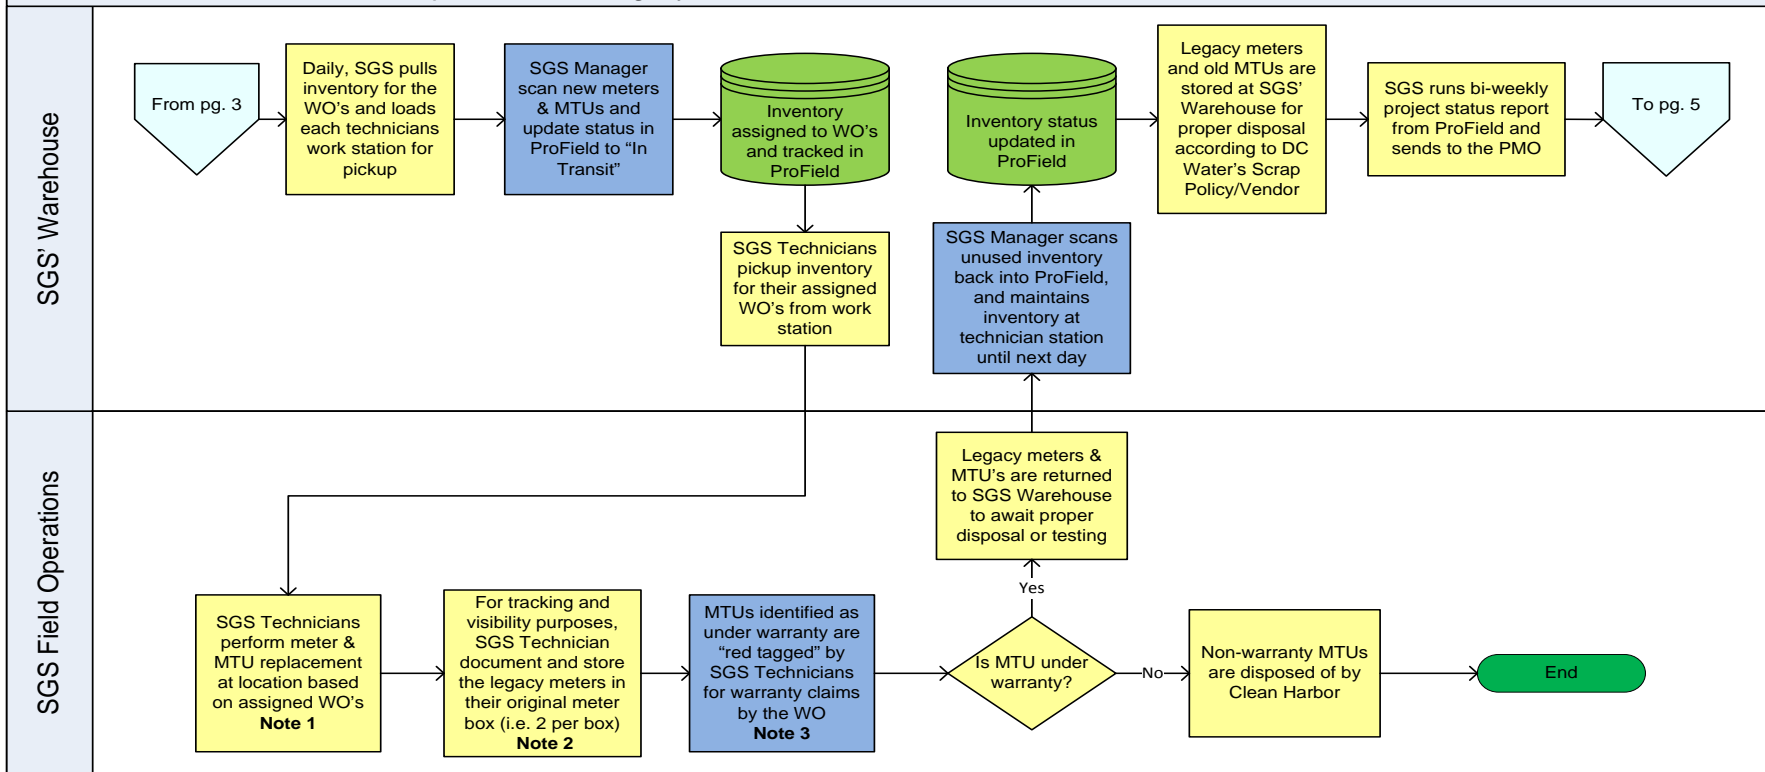 SGS' Warehouse
From pg. 3
Daily, SGS pulls
inventory for the
WO's and loads
each technicians
work station for
pickup
SGS Manager
scan new meters
& MTUs and
update status in
ProField to "In
Transit"
Inventory
assigned to WO's
and tracked in
ProField
Inventory status
updated in
ProField
Legacy meters
and old MTUs are
stored at SGS'
Warehouse for
proper disposal
according to DC
Water's Scrap
Policy/Vendor
SGS runs bi-weekly
project status report
from ProField and
sends to the PMO
To pg. 5
SGS Technicians
pickup inventory
for their assigned
WO's from work
station
SGS Manager scans
unused inventory
back into ProField,
and maintains
inventory at
technician station
until next day
SGS Field Operations
Legacy meters &
MTU's are returned
to SGS Warehouse
to await proper
disposal or testing
Yes
SGS Technicians
perform meter &
MTU replacement
at location based
on assigned WO's
Note 1
For tracking and
visibility purposes,
SGS Technician
document and store
the legacy meters in
their original meter
box (i.e. 2 per box)
Note 2
MTUs identified as
under warranty are
"red tagged" by
SGS Technicians
for warranty claims
by the WO
Note 3
Is MTU under
warranty?
No
Non-warranty MTUs
are disposed of by
Clean Harbor
End